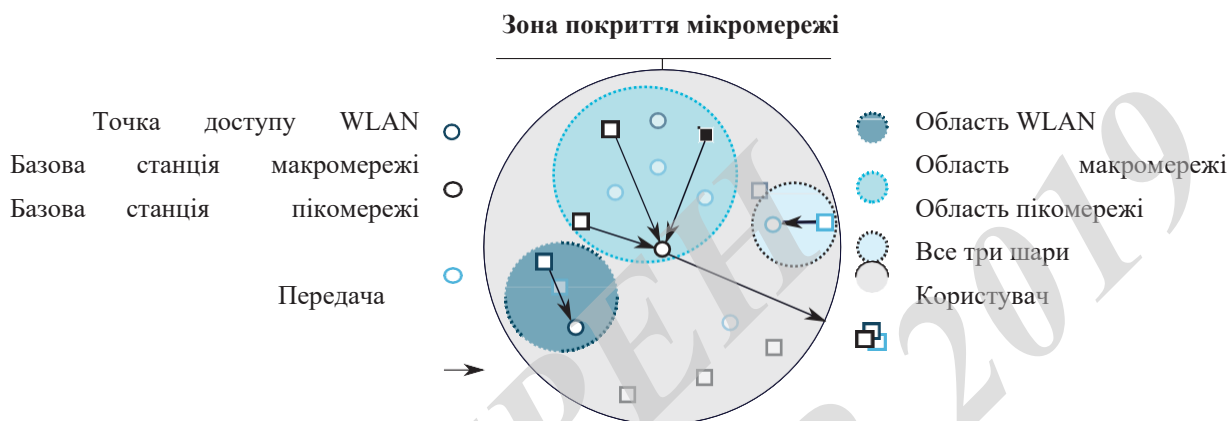 Зона покриття мікромережі
Точка доступу WLAN
Базова станція макромережі
Базова станція пікомережі
Передача
Область WLAN
Область макромережі
Область пікомережі
Все три шари
Користувач
2019